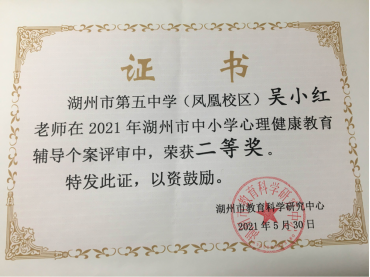 证 书
湖州市第五中学（凤凰校区）吴小红
老师在2021年湖州市中小学心理健康教育
辅导个案评审中，荣获二等奖。
特发此证，以资鼓励。
湖州市教育科学研究中心
2021年5月30日